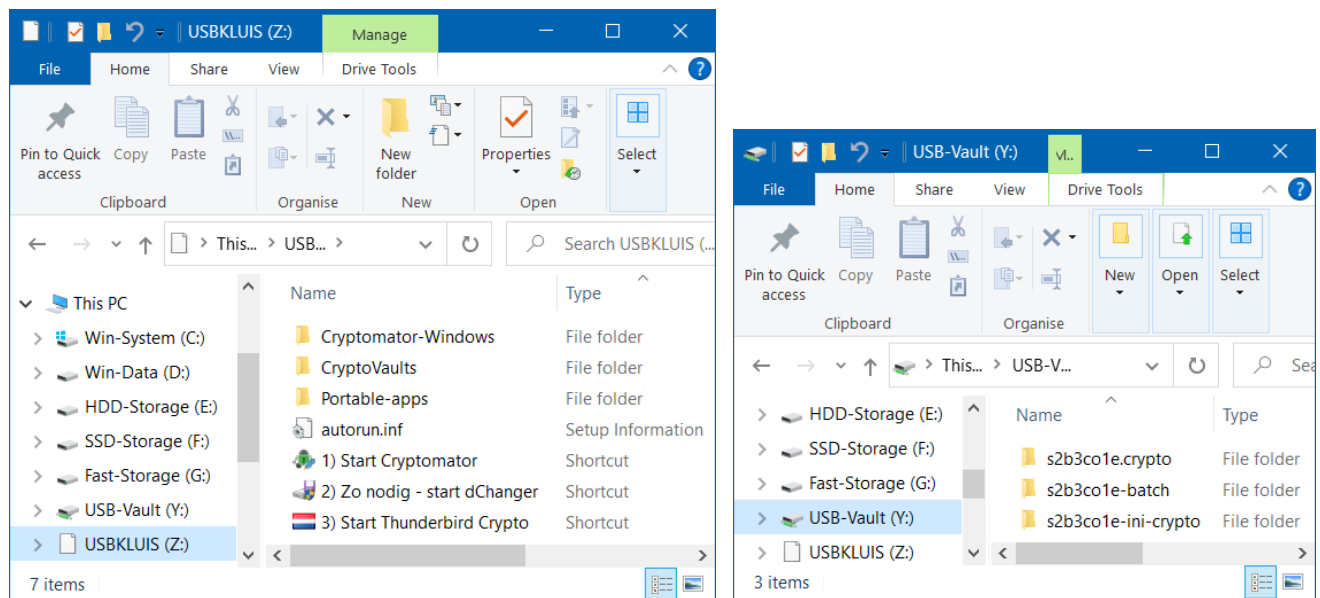 USBKLUIS (Z:) Manage
File Home Share View Drive Tools
Pin to Quick access Copy Paste
New folder
Properties
Select
Clipboard Organise New Open
This... > USB... >
Search USBKLUIS (...
This PC
Win-System (C:)
Win-Data (D:)
HDD-Storage (E:)
SSD-Storage (F:)
Fast-Storage (G:)
USB-Vault (Y:)
USBKLUIS (Z:)
Name Type
Cryptomator-Windows File folder
CryptoVaults File folder
Portable-apps File folder
autorun.inf Setup Information
1) Start Cryptomator Shortcut
2) Zo nodig - start dChanger Shortcut
3) Start Thunderbird Crypto Shortcut
7 items
USB-Vault (Y:)
File Home Share View Drive Tools
Pin to Quick access Copy Paste
New Open Select
Clipboard Organise
This... > USB-V...
Sea
HDD-Storage (E:)
SSD-Storage (F:)
Fast-Storage (G:)
USB-Vault (Y:)
USBKLUIS (Z:)
Name Type
s2b3co1e.crypto File folder
s2b3co1e-batch File folder
s2b3co1e-ini-crypto File folder
3 items